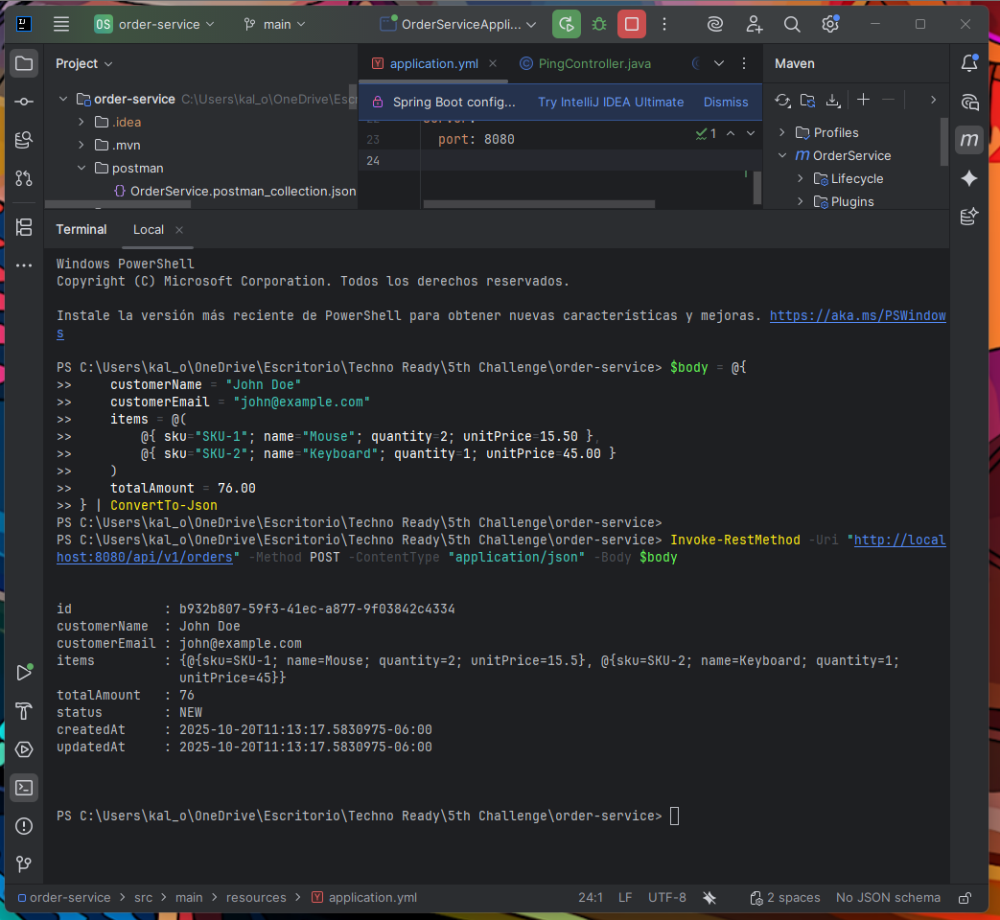 OS order-service main OrderServiceAppli...
Project
application.yml
PingController.java
Maven
order-service C:\Users\kal_o\OneDrive\Escr
.idea
.mvn
postman
OrderService.postman_collection.json
Spring Boot config... Try IntelliJ IDEA Ultimate Dismiss
23 port: 8080
24
1
Profiles
m OrderService
Lifecycle
Plugins
Terminal Local
Windows PowerShell
Copyright (C) Microsoft Corporation. Todos los derechos reservados.
Instale la versión más reciente de PowerShell para obtener nuevas características y mejoras. https://aka.ms/PSWindow
s
PS C:\Users\kal_o\OneDrive\Escritorio\Techno Ready\5th Challenge\order-service> $body = @{
>> customerName = "John Doe"
>> customerEmail = "john@example.com"
>> items = @(
>> @{ sku="SKU-1"; name="Mouse"; quantity=2; unitPrice=15.50 },
>> @{ sku="SKU-2"; name="Keyboard"; quantity=1; unitPrice=45.00 }
>> )
>> totalAmount = 76.00
>> } | ConvertTo-Json
PS C:\Users\kal_o\OneDrive\Escritorio\Techno Ready\5th Challenge\order-service>
PS C:\Users\kal_o\OneDrive\Escritorio\Techno Ready\5th Challenge\order-service> Invoke-RestMethod -Uri "http://local
host:8080/api/v1/orders" -Method POST -ContentType "application/json" -Body $body
id : b932b807-59f3-41ec-a877-9f03842c4334
customerName : John Doe
customerEmail : john@example.com
items : {@{sku=SKU-1; name=Mouse; quantity=2; unitPrice=15.5}, @{sku=SKU-2; name=Keyboard; quantity=1;
unitPrice=45}}
totalAmount : 76
status : NEW
createdAt : 2025-10-20T11:13:17.5830975-06:00
updatedAt : 2025-10-20T11:13:17.5830975-06:00
PS C:\Users\kal_o\OneDrive\Escritorio\Techno Ready\5th Challenge\order-service>
order-service > src > main > resources > application.yml 24:1 LF UTF-8 2 spaces No JSON schema